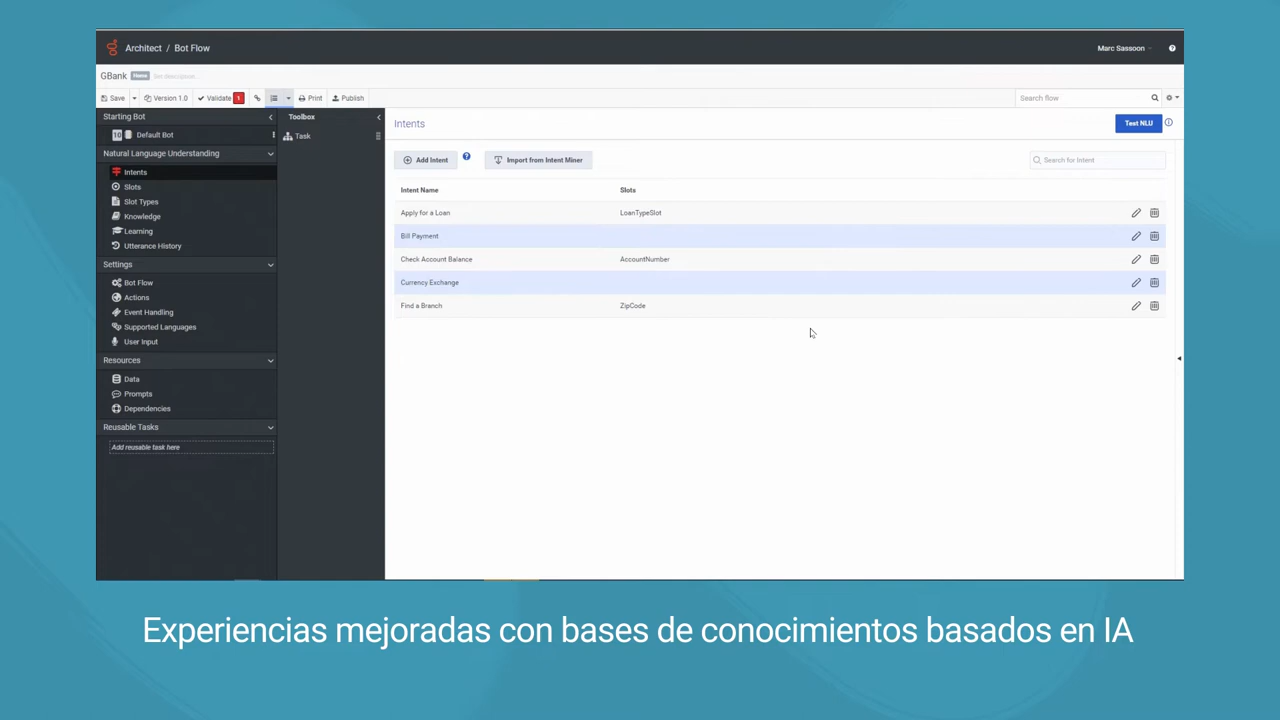 Architect / Bot Flow
Marc Sassoon
GBank Home Set description...
Save Version 1.0 Validate 1 Print Publish Search flow
Starting Bot
Default Bot
Natural Language Understanding
Intents
Slots
Slot Types
Knowledge
Learning
Utterance History
Settings
Bot Flow
Actions
Event Handling
Supported Languages
User Input
Resources
Data
Prompts
Dependencies
Reusable Tasks
Add reusable task here
Toolbox
Task
Intents
Test NLU
Add Intent Import from Intent Miner Search for Intent
Intent Name Slots
Apply for a Loan LoanTypeSlot
Bill Payment
Check Account Balance AccountNumber
Currency Exchange
Find a Branch ZipCode
Experiencias mejoradas con bases de conocimientos basados en IA